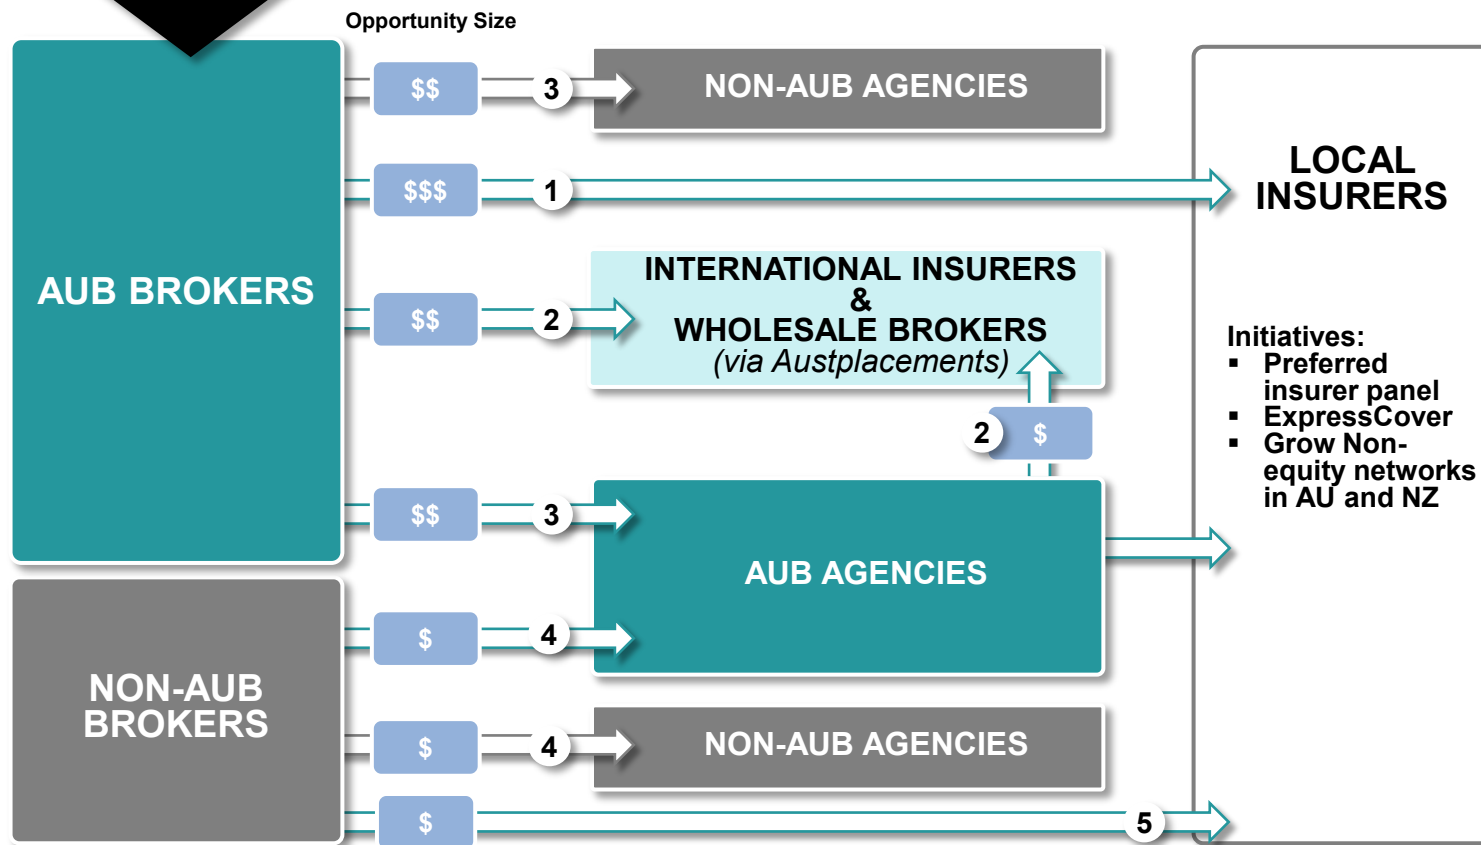 Opportunity Size
AUB BROKERS
$$
3
NON-AUB AGENCIES
$$$
1
LOCAL
INSURERS
$$
2
INTERNATIONAL INSURERS
&
WHOLESALE BROKERS
(via Austplacements)
2
$
Initiatives:
▪ Preferred
insurer panel
▪ ExpressCover
▪ Grow Non-
equity networks
in AU and NZ
$$
3
AUB AGENCIES
NON-AUB
BROKERS
$
4
$
4
NON-AUB AGENCIES
$
5